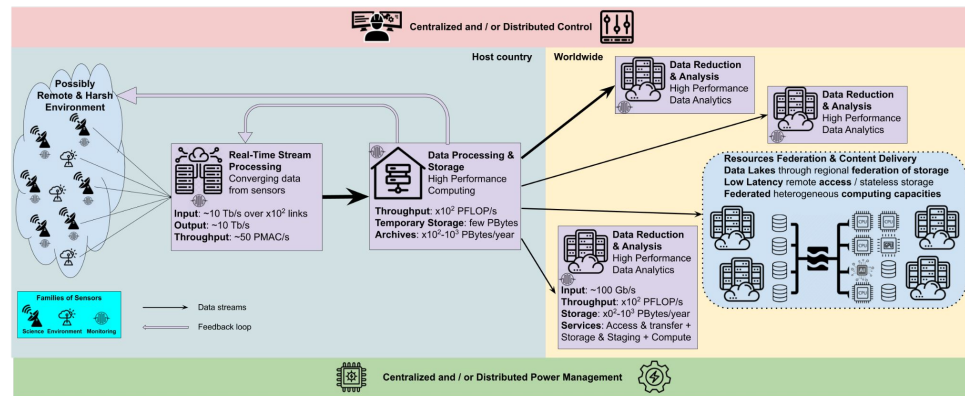 Centralized and / or Distributed Control
Host country
Worldwide
Possibly
Remote & Harsh
Environment
Real-Time Stream
Processing
Converging data
from sensors
Input: ~10 Tb/s over x10² links
Output: ~10 Tb/s
Throughput: ~50 PMAC/s
Data Processing &
Storage
High Performance
Computing
Throughput: x10² PFLOP/s
Temporary Storage: few PBytes
Archives: x10²-10³ PBytes/year
Data Reduction
& Analysis
High Performance
Data Analytics
Data Reduction
& Analysis
High Performance
Data Analytics
Resources Federation & Content Delivery
Data Lakes through regional federation of storage
Low Latency remote access / stateless storage
Federated heterogeneous computing capacities
CPU
CPU
CPU
CPU
Data Reduction
& Analysis
High Performance
Data Analytics
Input: ~100 Gb/s
Throughput: x10² PFLOP/s
Storage: x0²-10³ PBytes/year
Services: Access & transfer +
Storage & Staging + Compute
Families of Sensors
Science Environment Monitoring
Data streams
Feedback loop
Centralized and / or Distributed Power Management